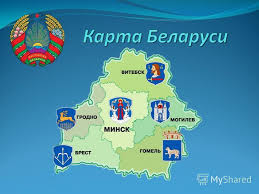 Карта Беларуси
ВИТЕБСК
ГРОДНО
МИНСК
МОГИЛЕВ
БРЕСТ
ГОМЕЛЬ
MyShared